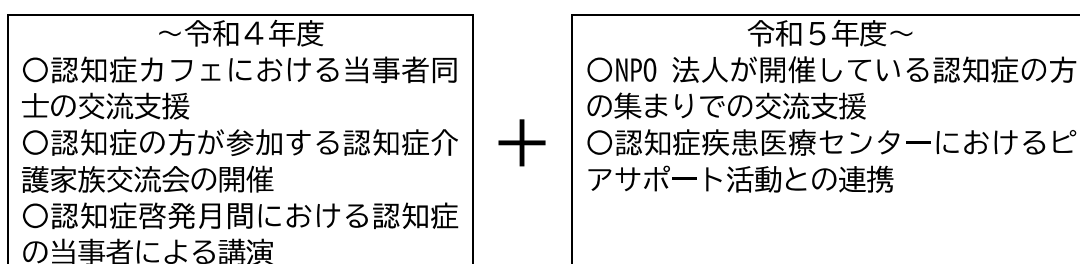 ～令和４年度
〇認知症カフェにおける当事者同
士の交流支援
〇認知症の方が参加する認知症介
護家族交流会の開催
〇認知症啓発月間における認知症
の当事者による講演
＋
令和５年度～
〇NPO 法人が開催している認知症の方
の集まりでの交流支援
〇認知症疾患医療センターにおけるピ
アサポート活動との連携